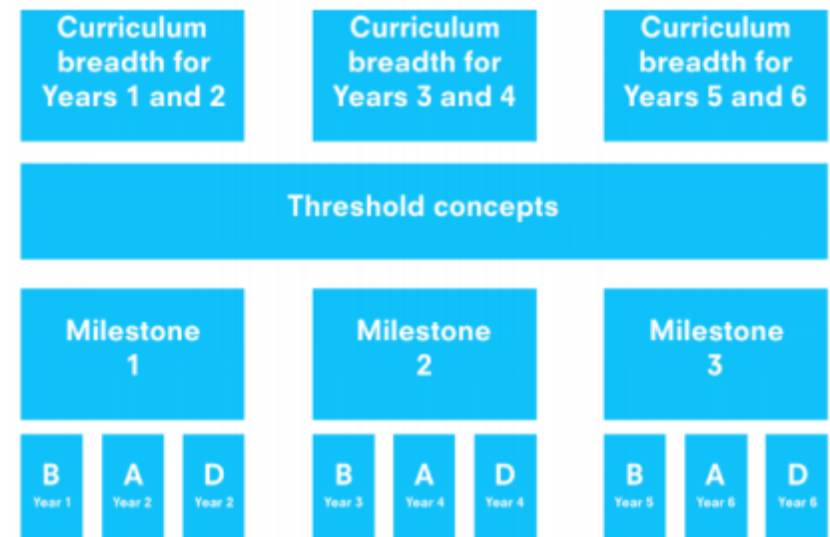 Curriculum
breadth for
Years 1 and 2
Curriculum
breadth for
Years 3 and 4
Curriculum
breadth for
Years 5 and 6
Threshold concepts
Milestone
1
Milestone
2
Milestone
3
B
Year 1
A
Year 2
D
Year 2
B
Year 3
A
Year 4
D
Year 4
B
Year 5
A
Year 6
D
Year 6